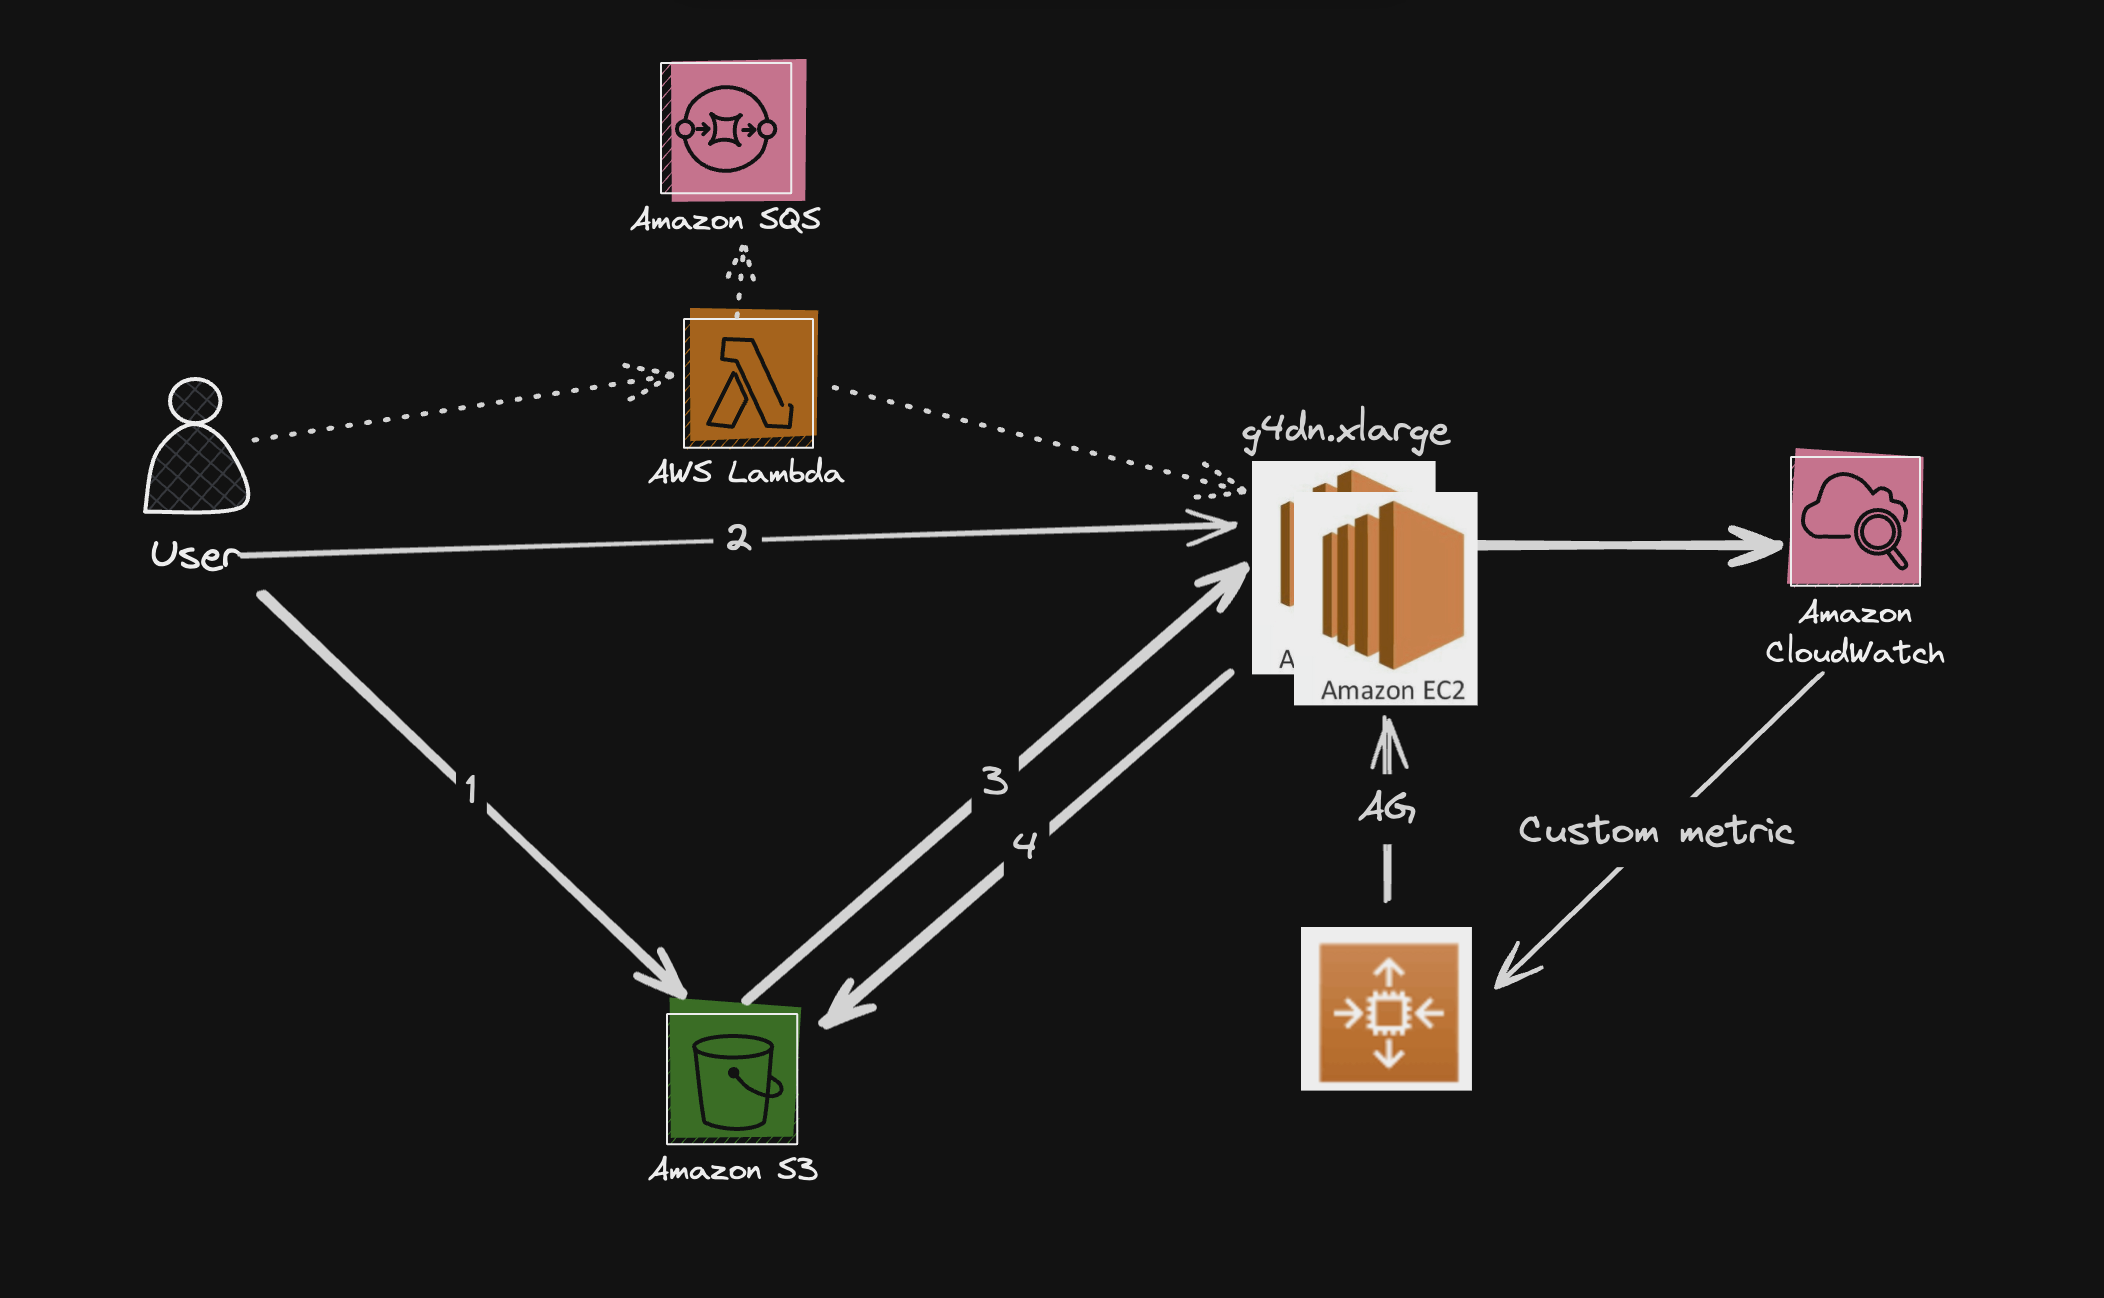 Amazon SQS
AWS Lambda
g4dn.xlarge
User
2
A
Amazon EC2
Amazon
CloudWatch
1
3
4
AG
Custom metric
Amazon S3